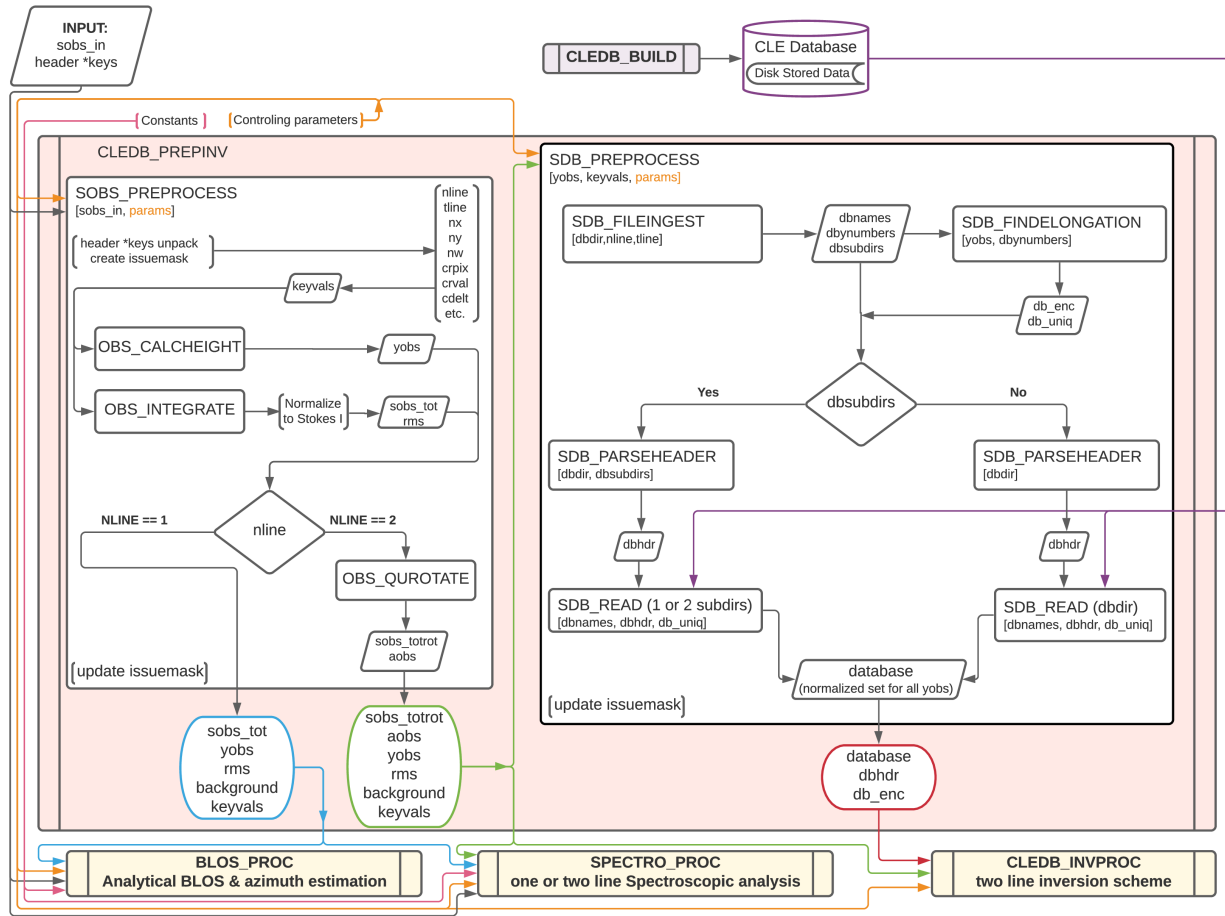 INPUT:
sobs_in
header *keys
CLEDB_BUILD
CLE Database
Disk Stored Data
Constants
Controling parameters
CLEDB_PREPINV
SOBS_PREPROCESS
[sobs_in, params]
header *keys unpack
create issuemask
nline
tline
nx
ny
nw
crpix
crval
cdelt
etc.
keyvals
OBS_CALCHEIGHT
yobs
OBS_INTEGRATE
Normalize
to Stokes I
sobs_tot
rms
NLINE == 1
nline
NLINE == 2
OBS_QUROTATE
sobs_totrot
aobs
update issuemask
sobs_tot
yobs
rms
background
keyvals
sobs_totrot
aobs
yobs
rms
background
keyvals
SDB_PREPROCESS
[yobs, keyvals, params]
SDB_FILEINGEST
[dbdir,nline,tline]
dbnames
dbynumbers
dbsubdirs
SDB_FINDELONGATION
[yobs, dbynumbers]
db_enc
db_uniq
Yes
dbsubdirs
No
SDB_PARSEHEADER
[dbdir, dbsubdirs]
SDB_PARSEHEADER
[dbdir]
dbhdr
dbhdr
SDB_READ (1 or 2 subdirs)
[dbnames, dbhdr, db_uniq]
SDB_READ (dbdir)
[dbnames, dbhdr, db_uniq]
database
(normalized set for all yobs)
update issuemask
database
dbhdr
db_enc
BLOS_PROC
Analytical BLOS & azimuth estimation
SPECTRO_PROC
one or two line Spectroscopic analysis
CLEDB_INVPROC
two line inversion scheme